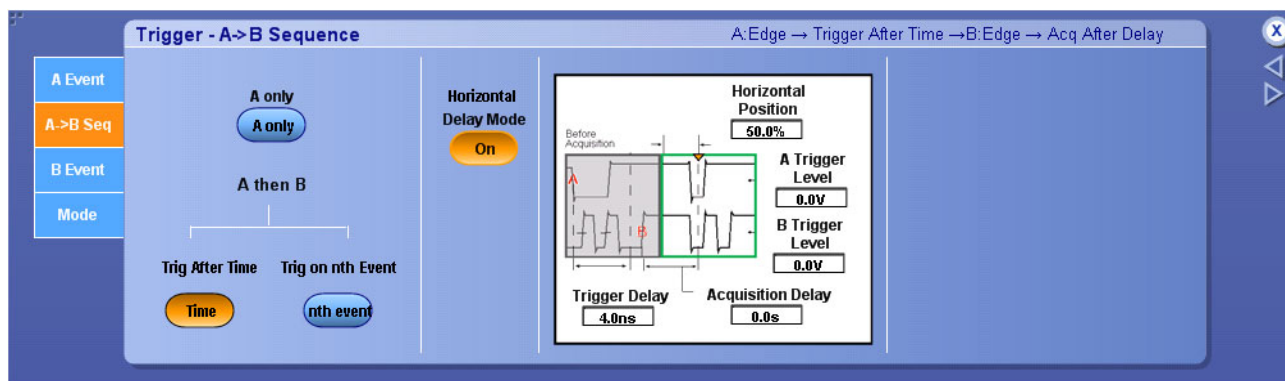 Trigger - A->B Sequence
A:Edge → Trigger After Time →B:Edge → Acq After Delay
X
A Event
A->B Seq
B Event
Mode
A only
A only
A then B
Trig After Time
Time
Trig on nth Event
nth event
Horizontal
Delay Mode
On
Before
Acquisition
A
B
Horizontal
Position
50.0%
A Trigger
Level
0.0V
B Trigger
Level
0.0V
Trigger Delay
4.0ns
Acquisition Delay
0.0s